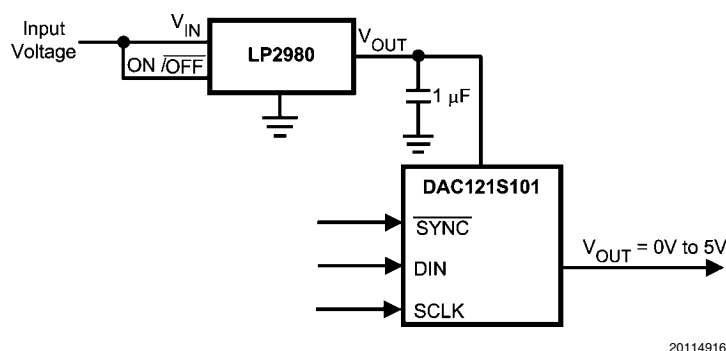 Input
Voltage
V_IN
ON /OFF
LP2980
V_OUT
1 μF
DAC121S101
SYNC
DIN
SCLK
V_OUT = 0V to 5V
20114916